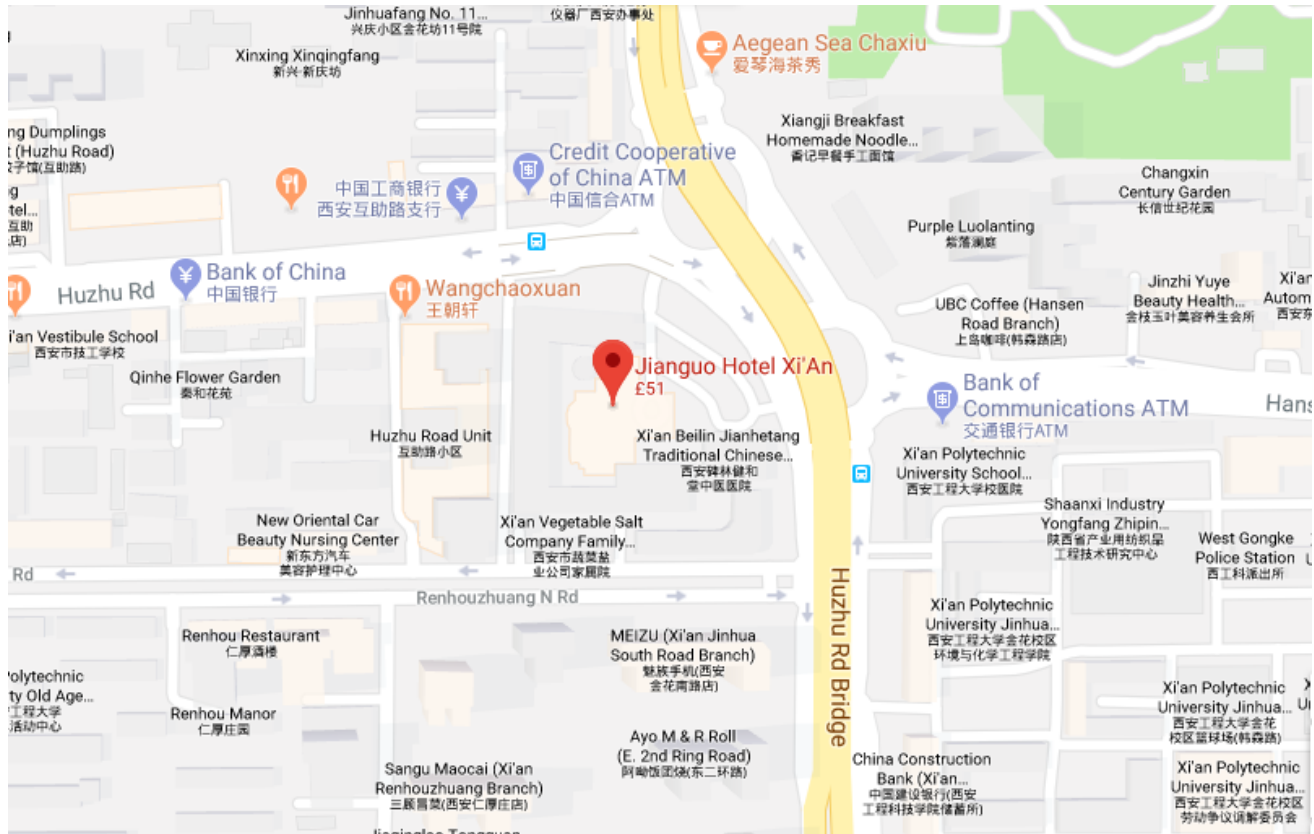 Jinhuafang No. 11...
兴庆小区金花坊11号院
仪器厂西安办事处
Aegean Sea Chaxiu
爱琴海茶秀
Xinxing Xinqingfang
新兴·新庆坊
ng Dumplings
t (Huzhu Road)
子馆(互助路)
Xiangji Breakfast
Homemade Noodle...
香记早餐手工面馆
Credit Cooperative
of China ATM
中国信合ATM
中国工商银行
西安互助路支行
ng
tel...
互助
店)
Changxin
Century Garden
长信世纪花园
Purple Luolanting
紫落澜庭
Bank of China
中国银行
Huzhu Rd
Wangchaoxuan
王朝轩
Jinzhi Yuye
Beauty Health...
金枝玉叶美容养生会所
Xi'an
Autom
西安东
UBC Coffee (Hansen
Road Branch)
上岛咖啡(韩森路店)
i'an Vestibule School
西安市技工学校
Jianguo Hotel Xi'An
£51
Qinhe Flower Garden
秦和花苑
Bank of
Communications ATM
交通银行ATM
Hans
Huzhu Road Unit
互助路小区
Xi'an Beilin Jianhetang
Traditional Chinese...
西安碑林健和
堂中医医院
Xi'an Polytechnic
University School...
西安工程大学校医院
New Oriental Car
Beauty Nursing Center
新东方汽车
美容护理中心
Xi'an Vegetable Salt
Company Family...
西安市蔬菜盐
业公司家属院
Shaanxi Industry
Yongfang Zhipin...
陕西省产业用纺织品
工程技术研究中心
West Gongke
Police Station
西工科派出所
Rd
Renhouzhuang N Rd
Huzhu Rd Bridge
Xi'an Polytechnic
University Jinhua...
西安工程大学金花校区
环境与化学工程学院
Renhou Restaurant
仁厚酒楼
MEIZU (Xi'an Jinhua
South Road Branch)
魅族手机(西安
金花南路店)
Polytechnic
ty Old Age...
工程大学
活动中心
Renhou Manor
仁厚庄园
Xi'an Polytechnic
University Jinhua...
西安工程大学金花
校区篮球场(韩森路)
Ayo M & R Roll
(E. 2nd Ring Road)
阿呦饭团烧(东二环路)
Sangu Maocai (Xi'an
Renhouzhuang Branch)
三顾冒菜(西安仁厚庄店)
China Construction
Bank (Xi'an...
中国建设银行(西安
工程科技学院储蓄所)
Xi'an Polytechnic
University Jinhua...
西安工程大学金花校区
劳动争议调解委员会